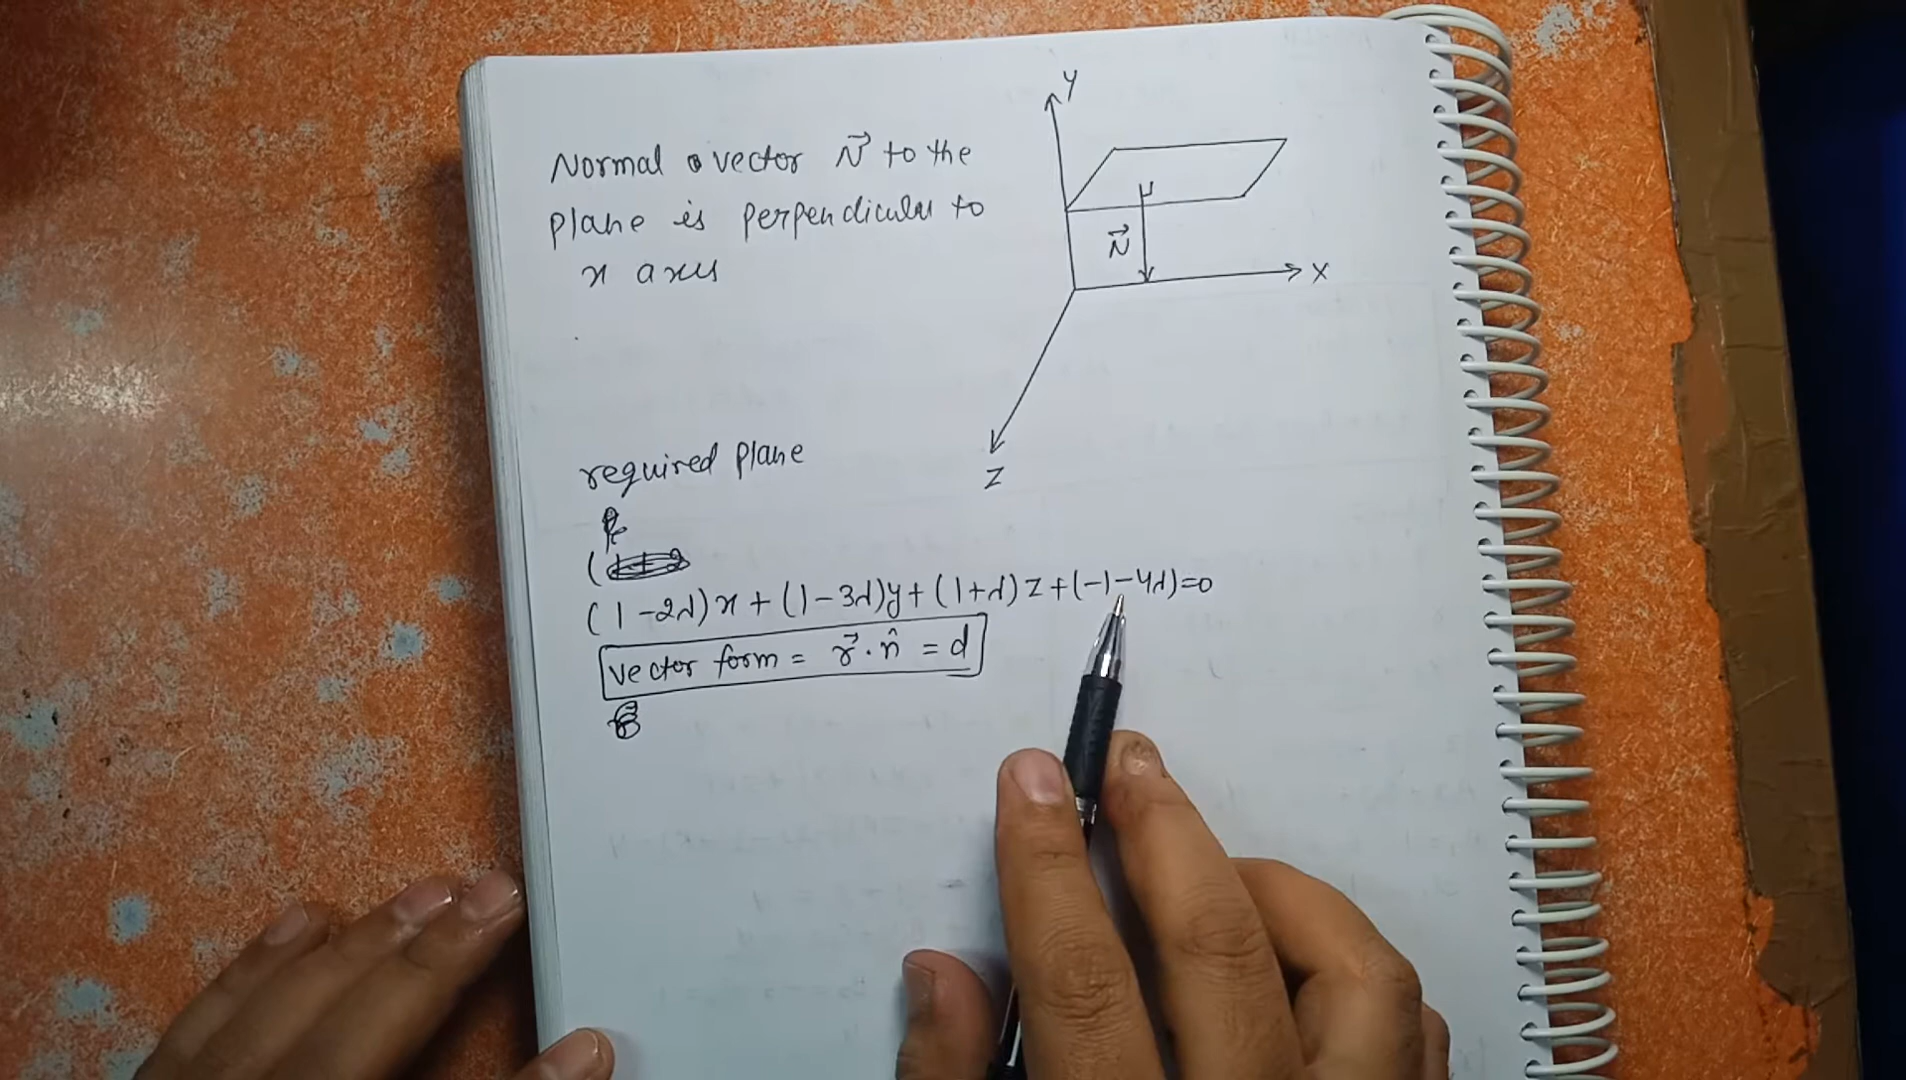 Normal vector N⃗ to the
plane is perpendicular to
x axis
Y
N⃗
X
Z
required plane
(1-2λ)x+(1-3λ)y+(1+λ)z+(-1-4λ)=0
vector form = r⃗.n̂ = d